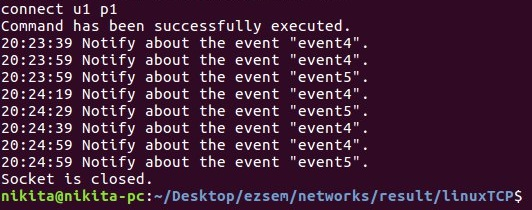 connect u1 p1
Command has been successfully executed.
20:23:39 Notify about the event "event4".
20:23:59 Notify about the event "event4".
20:23:59 Notify about the event "event5".
20:24:19 Notify about the event "event4".
20:24:29 Notify about the event "event5".
20:24:39 Notify about the event "event4".
20:24:59 Notify about the event "event4".
20:24:59 Notify about the event "event5".
Socket is closed.
nikita@nikita-pc:~/Desktop/ezsem/networks/result/linuxTCP$